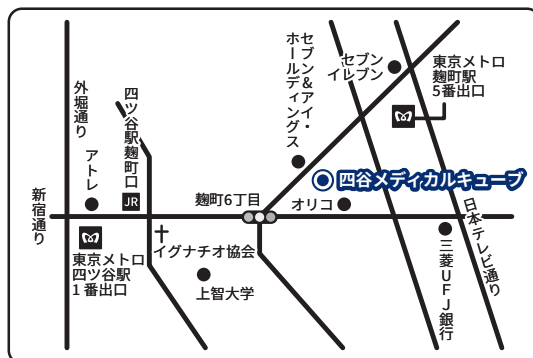 外堀通り
四ツ谷駅麹町口
アトレ
新宿通り
JR
東京メトロ
四ツ谷駅
1番出口
麹町6丁目
イグナチオ協会
上智大学
セブン&アイ・
ホールディングス
セブン
イレブン
東京メトロ
麹町駅
5番出口
四谷メディカルキューブ
オリコ
日本テレビ通り
三菱UFJ銀行